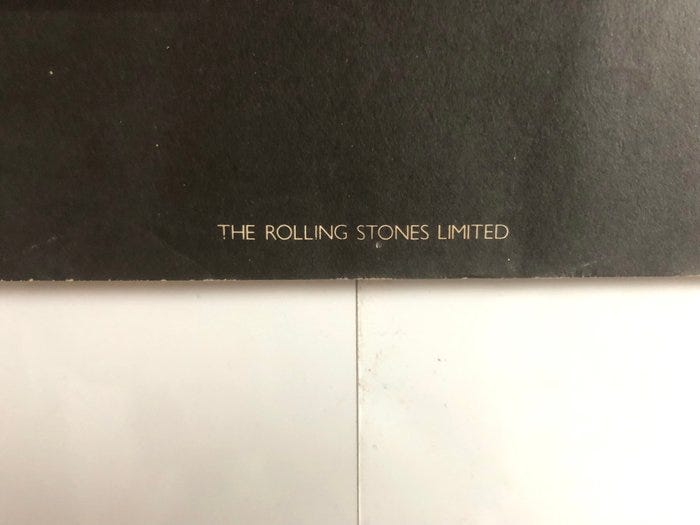 THE ROLLING STONES LIMITED